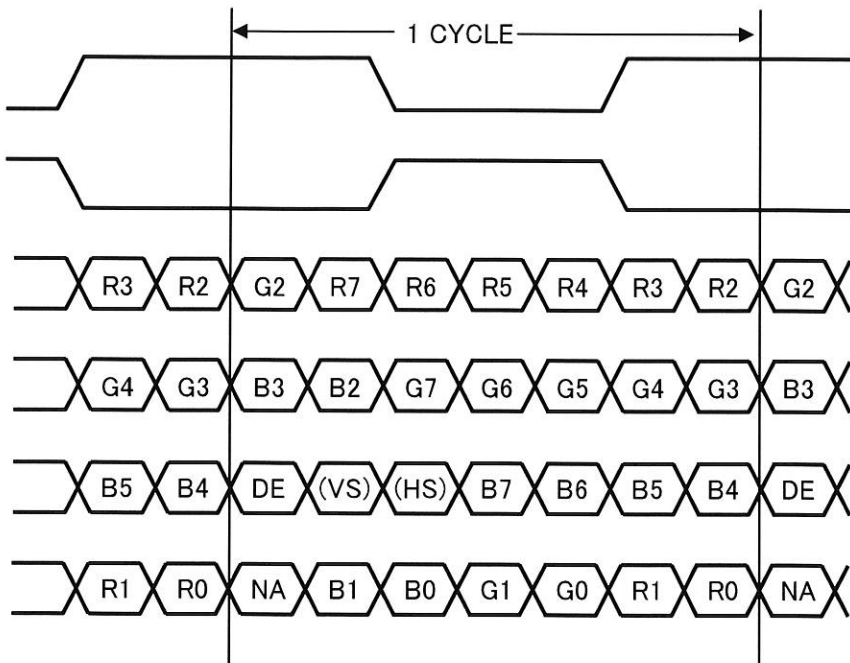 1 CYCLE
R3 R2 G2 R7 R6 R5 R4 R3 R2 G2
G4 G3 B3 B2 G7 G6 G5 G4 G3 B3
B5 B4 DE (VS) (HS) B7 B6 B5 B4 DE
R1 R0 NA B1 B0 G1 G0 R1 R0 NA